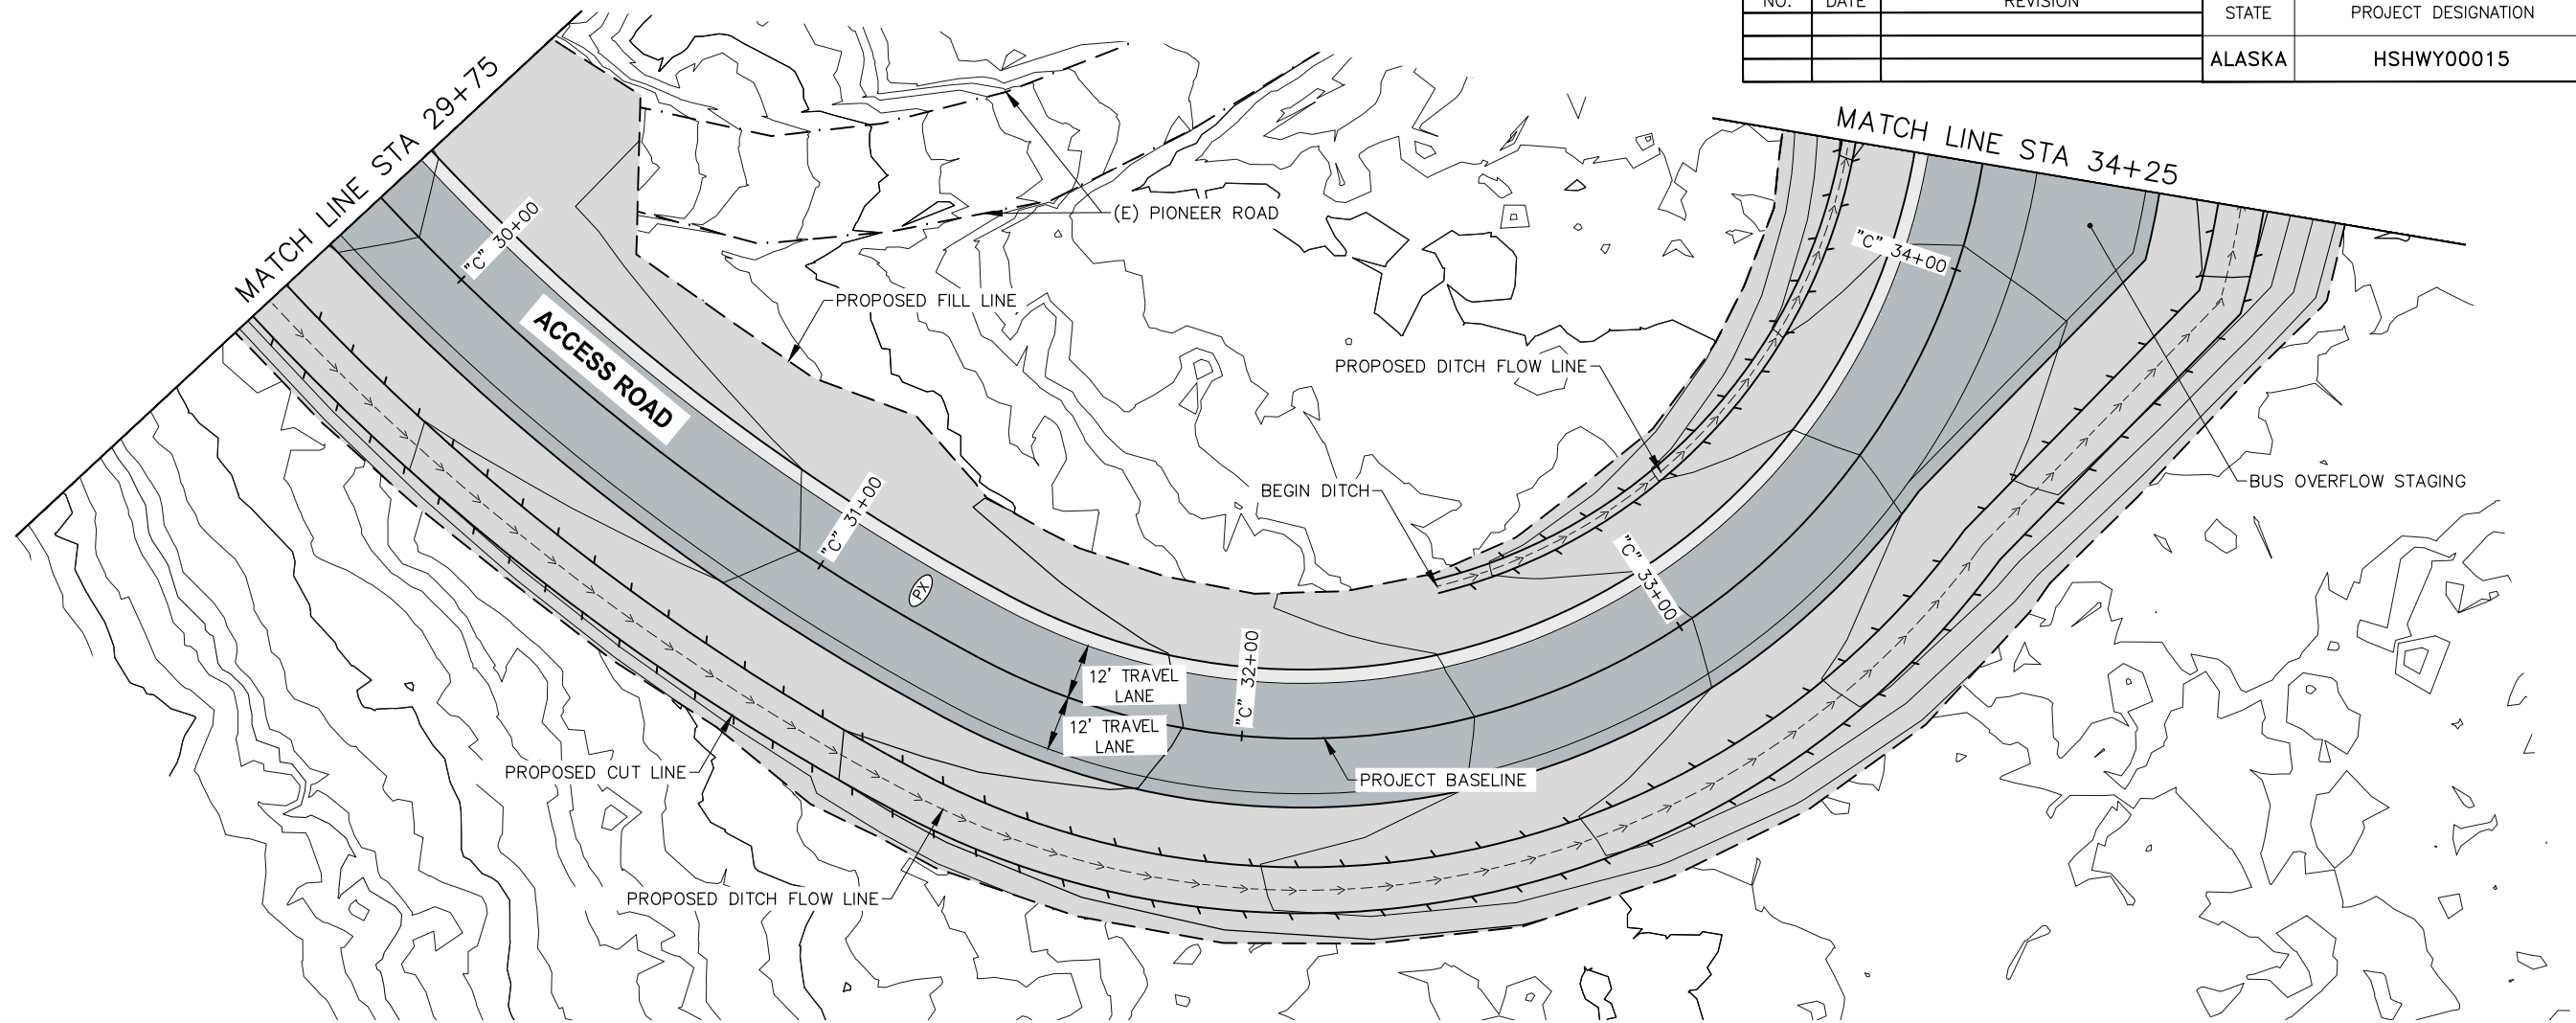 NO. DATE REVISION STATE PROJECT DESIGNATION
ALASKA HSHWY00015
MATCH LINE STA 29+75
MATCH LINE STA 34+25
"C" 30+00
(E) PIONEER ROAD
"C" 34+00
PROPOSED FILL LINE
ACCESS ROAD
PROPOSED DITCH FLOW LINE
BEGIN DITCH
BUS OVERFLOW STAGING
"C" 31+00
PX
"C" 33+00
"C" 32+00
12' TRAVEL
LANE
12' TRAVEL
LANE
PROPOSED CUT LINE
PROJECT BASELINE
PROPOSED DITCH FLOW LINE